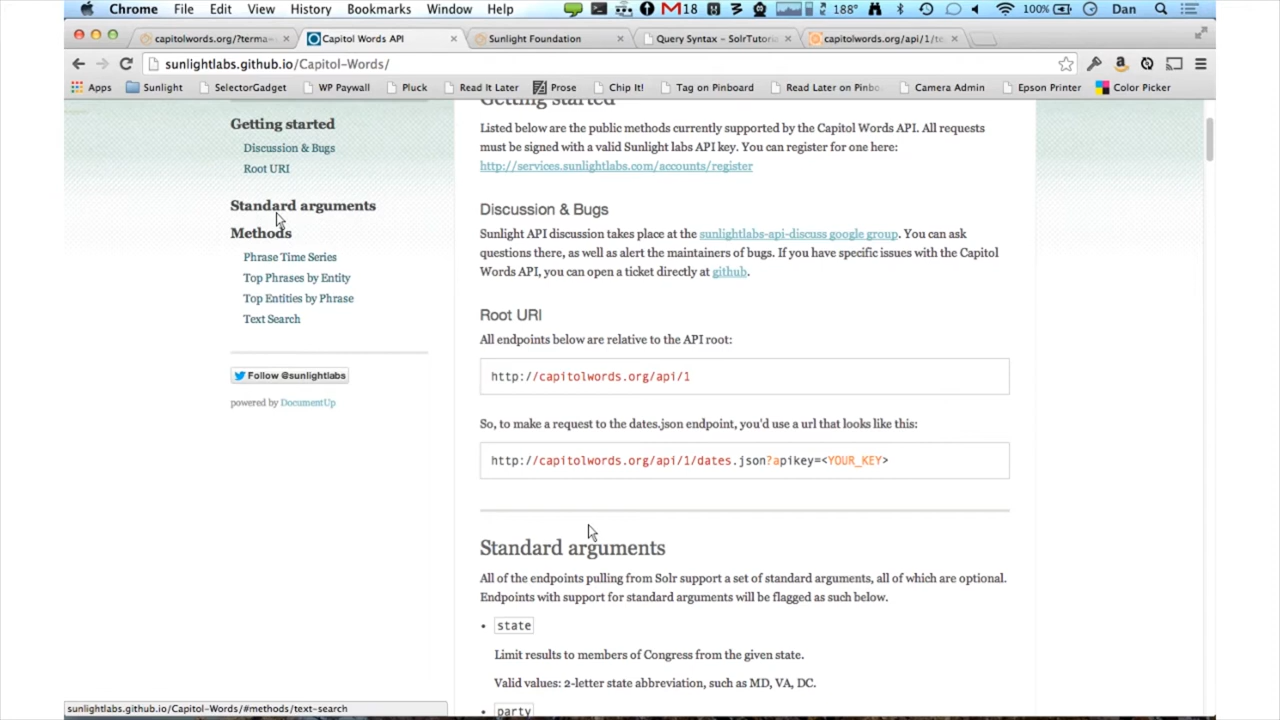 Chrome File Edit View History Bookmarks Window Help 18 188° 100% Dan
capitolwords.org/?terma= Capitol Words API Sunlight Foundation Query Syntax - SolrTutoria capitolwords.org/api/1/te
sunlightlabs.github.io/Capitol-Words/
Apps Sunlight SelectorGadget WP Paywall Pluck Read It Later Prose Chip It! Tag on Pinboard Read Later on Pinbo Camera Admin Epson Printer Color Picker
Getting started
Discussion & Bugs
Root URI
Standard arguments
Methods
Phrase Time Series
Top Phrases by Entity
Top Entities by Phrase
Text Search
Follow @sunlightlabs
powered by DocumentUp
Getting started
Listed below are the public methods currently supported by the Capitol Words API. All requests
must be signed with a valid Sunlight labs API key. You can register for one here:
http://services.sunlightlabs.com/accounts/register
Discussion & Bugs
Sunlight API discussion takes place at the sunlightlabs-api-discuss google group. You can ask
questions there, as well as alert the maintainers of bugs. If you have specific issues with the Capitol
Words API, you can open a ticket directly at github.
Root URI
All endpoints below are relative to the API root:
http://capitolwords.org/api/1
So, to make a request to the dates.json endpoint, you'd use a url that looks like this:
http://capitolwords.org/api/1/dates.json?apikey=<YOUR_KEY>
Standard arguments
All of the endpoints pulling from Solr support a set of standard arguments, all of which are optional.
Endpoints with support for standard arguments will be flagged as such below.
• state
Limit results to members of Congress from the given state.
Valid values: 2-letter state abbreviation, such as MD, VA, DC.
• party
sunlightlabs.github.io/Capitol-Words/#methods/text-search